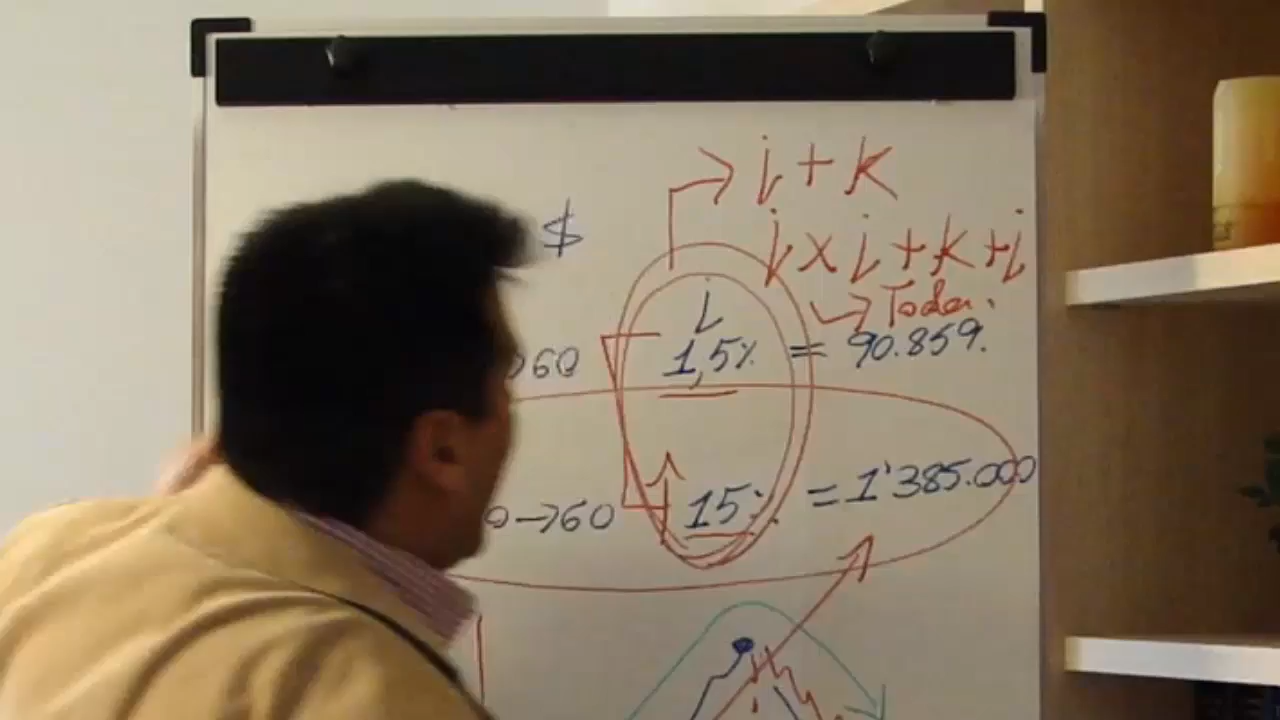 i + k
$
i x i + k + i
i
→ Toda.
→60 1,5% = 90.859.
0→60 15% = 1'385.000